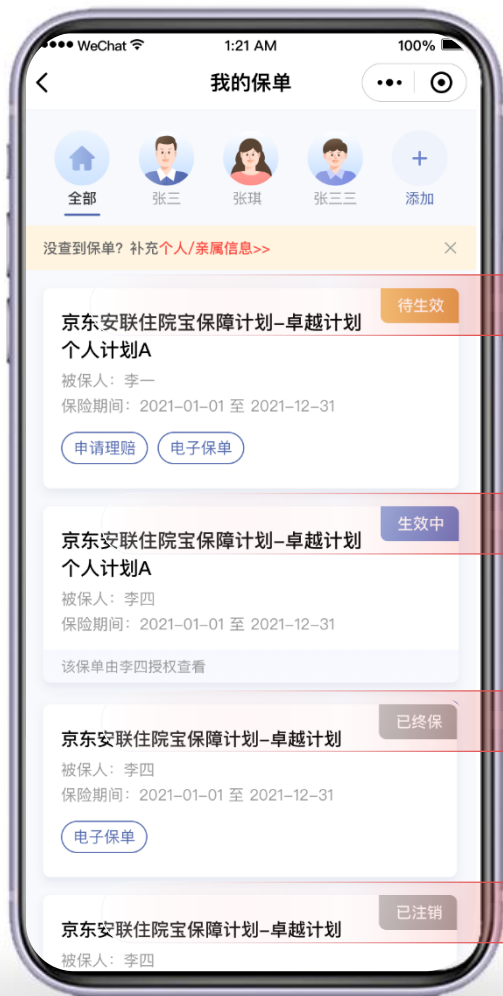 WeChat 1:21 AM 100%
我的保单
全部 张三 张琪 张三三 添加
没查到保单？补充个人/亲属信息>>
待生效
京东安联住院宝保障计划-卓越计划
个人计划A
被保人：李一
保险期间：2021-01-01 至 2021-12-31
申请理赔 电子保单
生效中
京东安联住院宝保障计划-卓越计划
个人计划A
被保人：李四
保险期间：2021-01-01 至 2021-12-31
该保单由李四授权查看
已终保
京东安联住院宝保障计划-卓越计划
被保人：李四
保险期间：2021-01-01 至 2021-12-31
电子保单
已注销
京东安联住院宝保障计划-卓越计划
被保人：李四